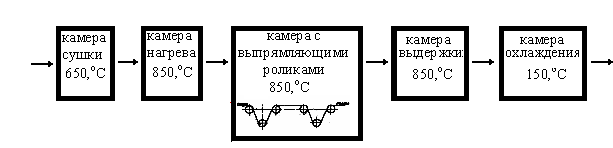 камера
сушки
650,°С
камера
нагрева
850,°С
камера с
выпрямляющими
роликами
850,°С
камера
выдержки
850,°С
камера
охлаждения
150,°С